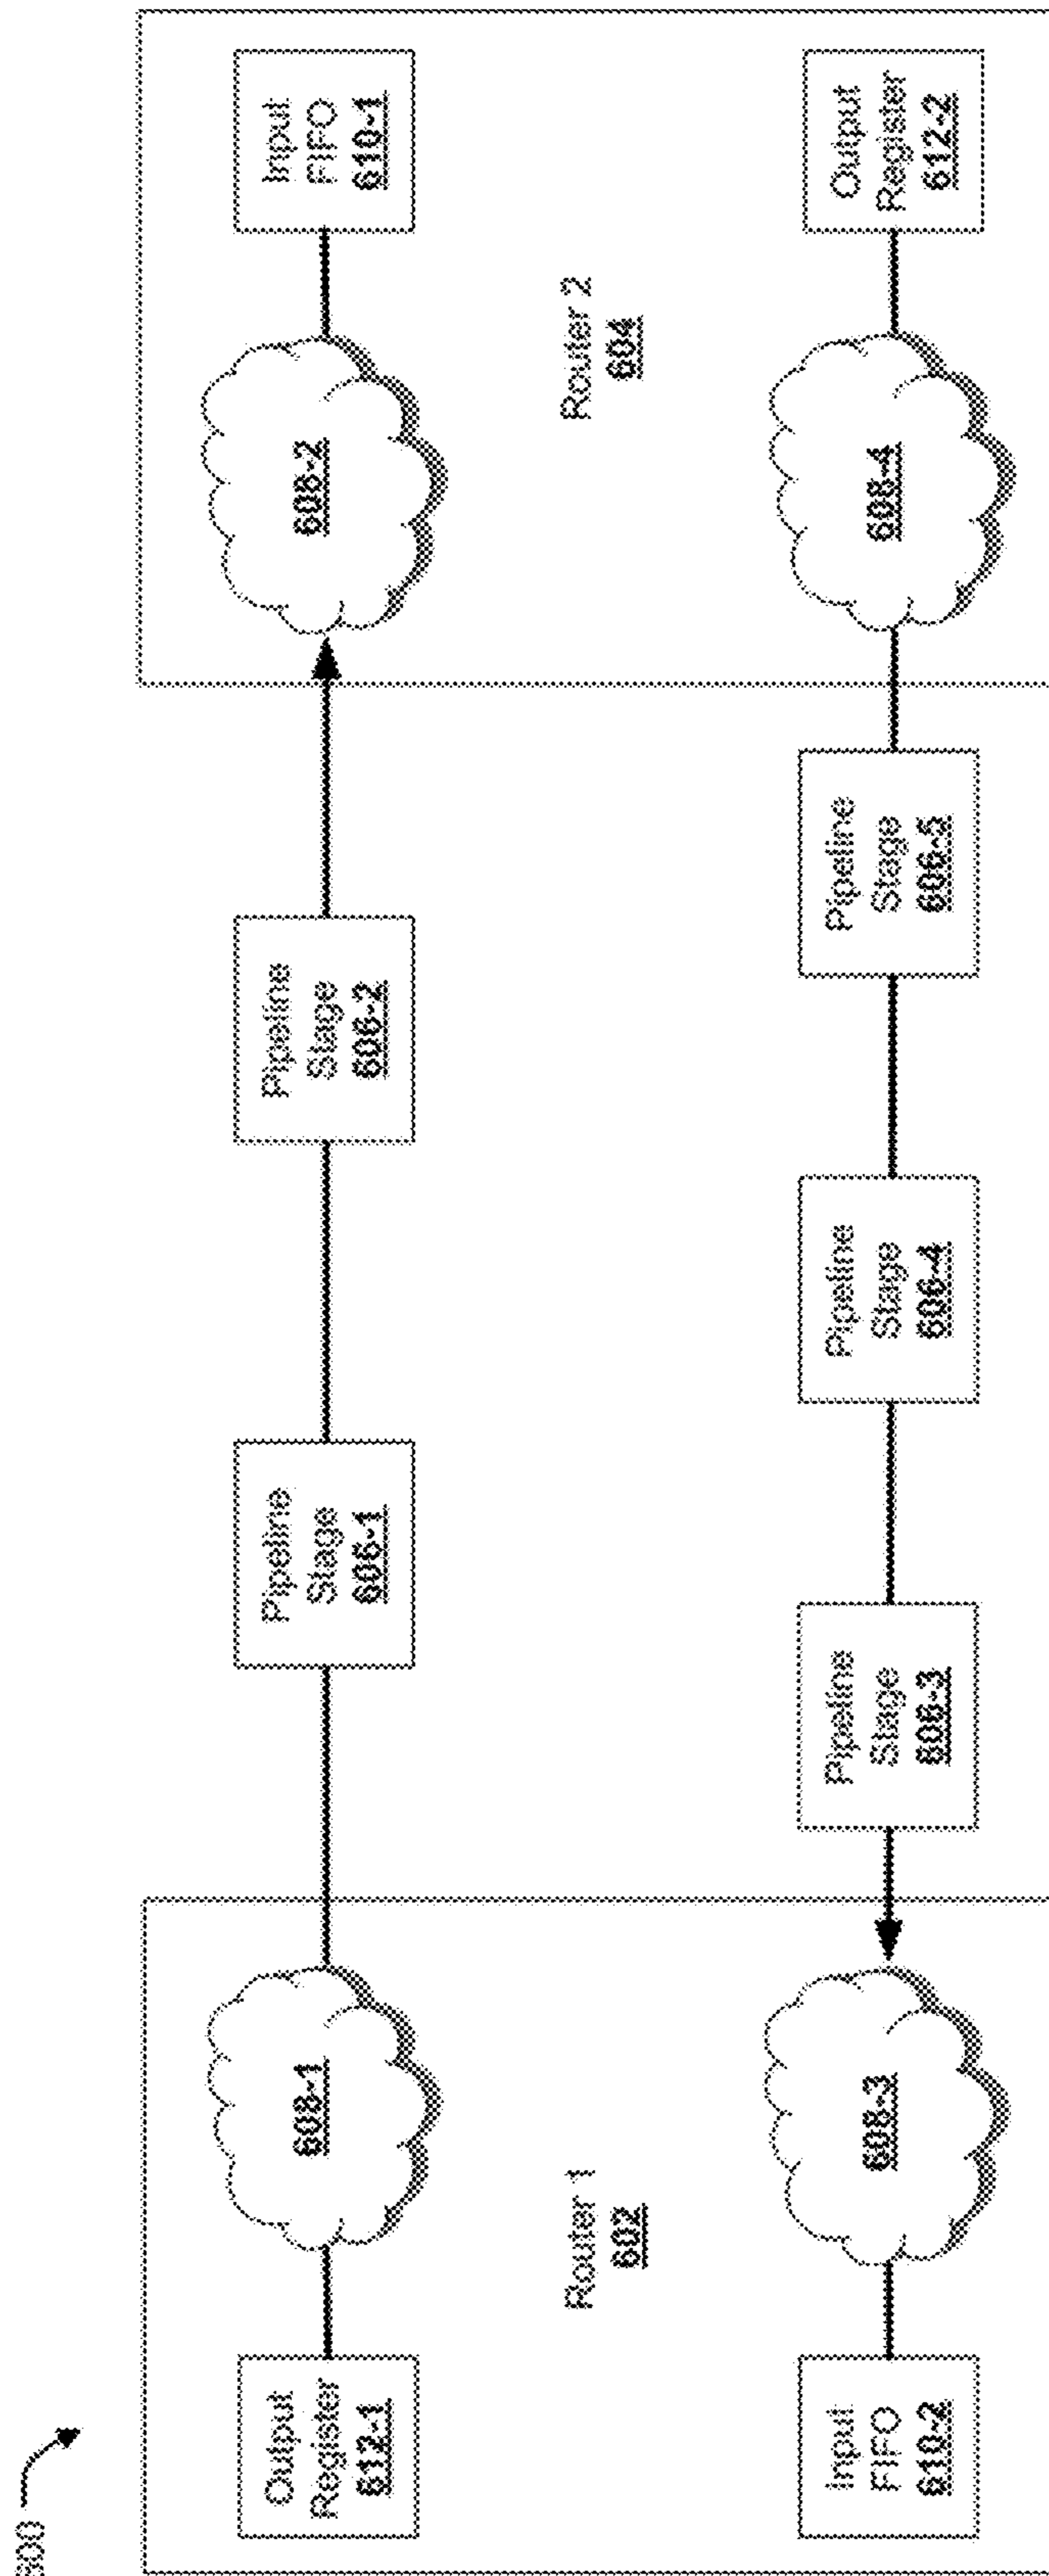 600
Output
Register
612-1
608-1
Pipeline
Stage
606-1
Pipeline
Stage
606-2
608-2
Input
FIFO
610-1
Router 1
602
Router 2
604
Input
FIFO
610-2
608-3
Pipeline
Stage
606-3
Pipeline
Stage
606-4
Pipeline
Stage
606-5
608-4
Output
Register
612-2